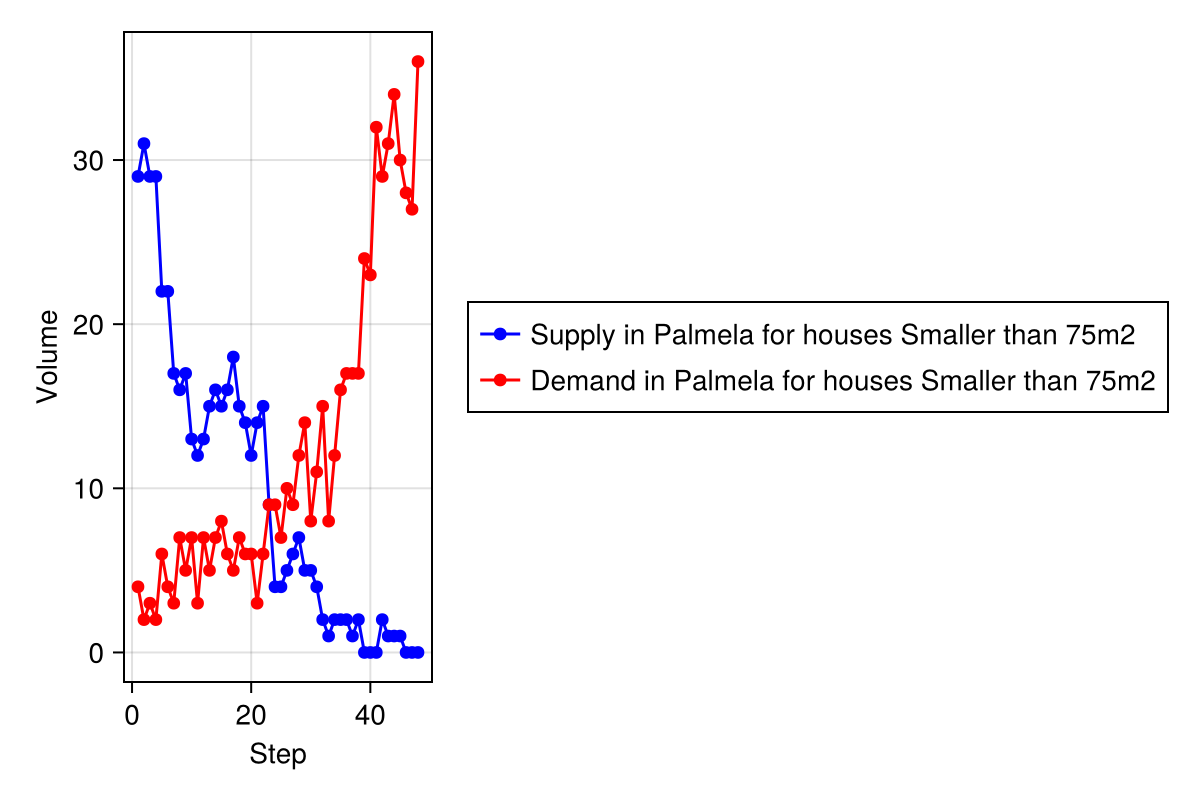 Volume
30
20
10
0
0 20 40
Step
Supply in Palmela for houses Smaller than 75m2
Demand in Palmela for houses Smaller than 75m2